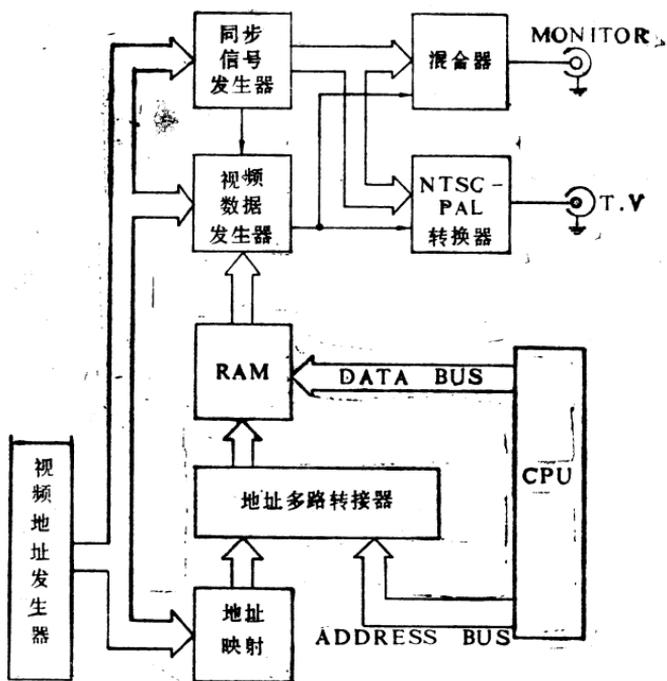 同步
信号
发生器
混合器
MONITOR
视频
数据
发生器
NTSC-
PAL
转换器
T.V
RAM
DATA BUS
CPU
视
频
地
址
发
生
器
地址多路转接器
地址
映射
ADDRESS BUS